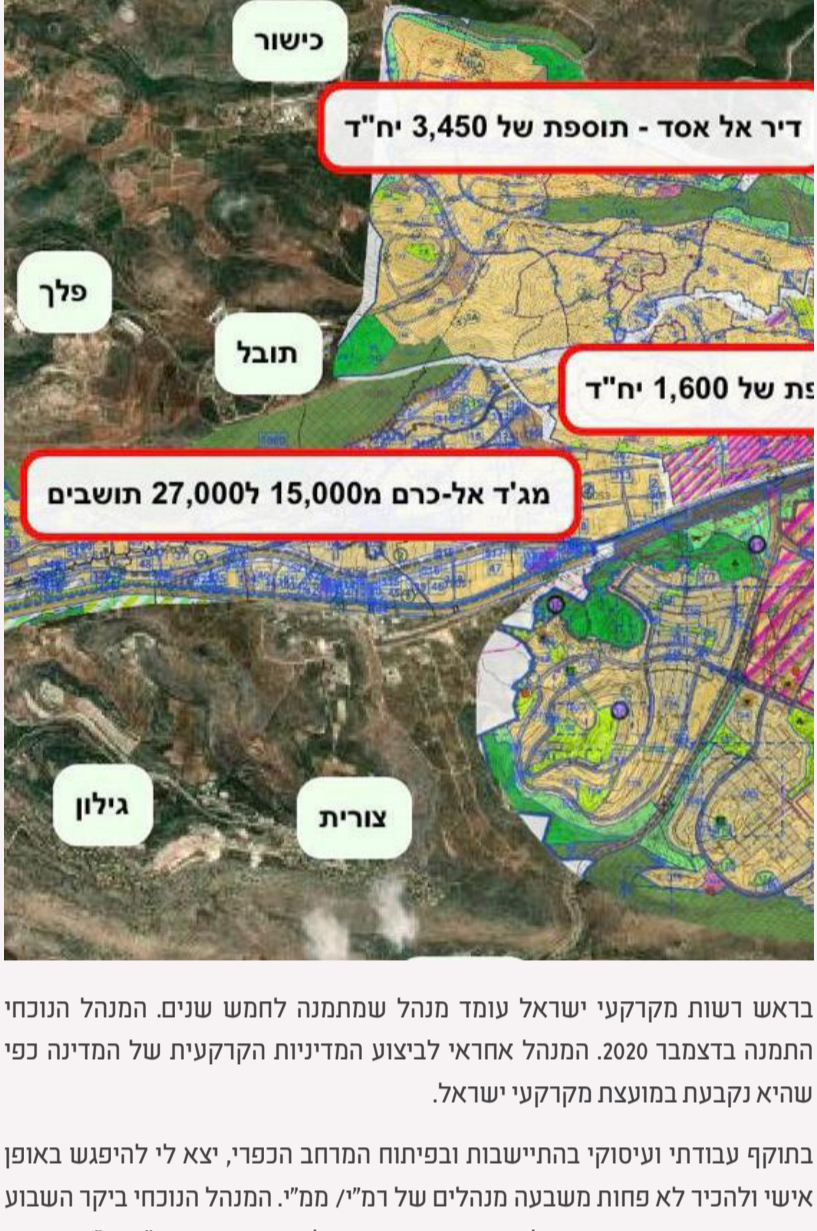 כישור
דיר אל אסד - תוספת של 3,450 יח"ד
פלך
תובל
של 1,600 יח"ד
מג'ד אל-כרם מ15,000 ל27,000 תושבים
גילון
צורית
בראש רשות מקרקעי ישראל עומד מנהל שמתמנה לחמש שנים. המנהל הנוכחי
התמנה בדצמבר 2020. המנהל אחראי לביצוע המדיניות הקרקעית של המדינה כפי
שהיא נקבעת במועצת מקרקעי ישראל.
בתוקף עבודתי ועיסוקי בהתיישבות ובפיתוח המרחב הכפרי, יצא לי להיפגש באופן
אישי ולהכיר לא פחות משבעה מנהלים של רמ"י/ ממ"י. המנהל הנוכחי ביקר השבוע